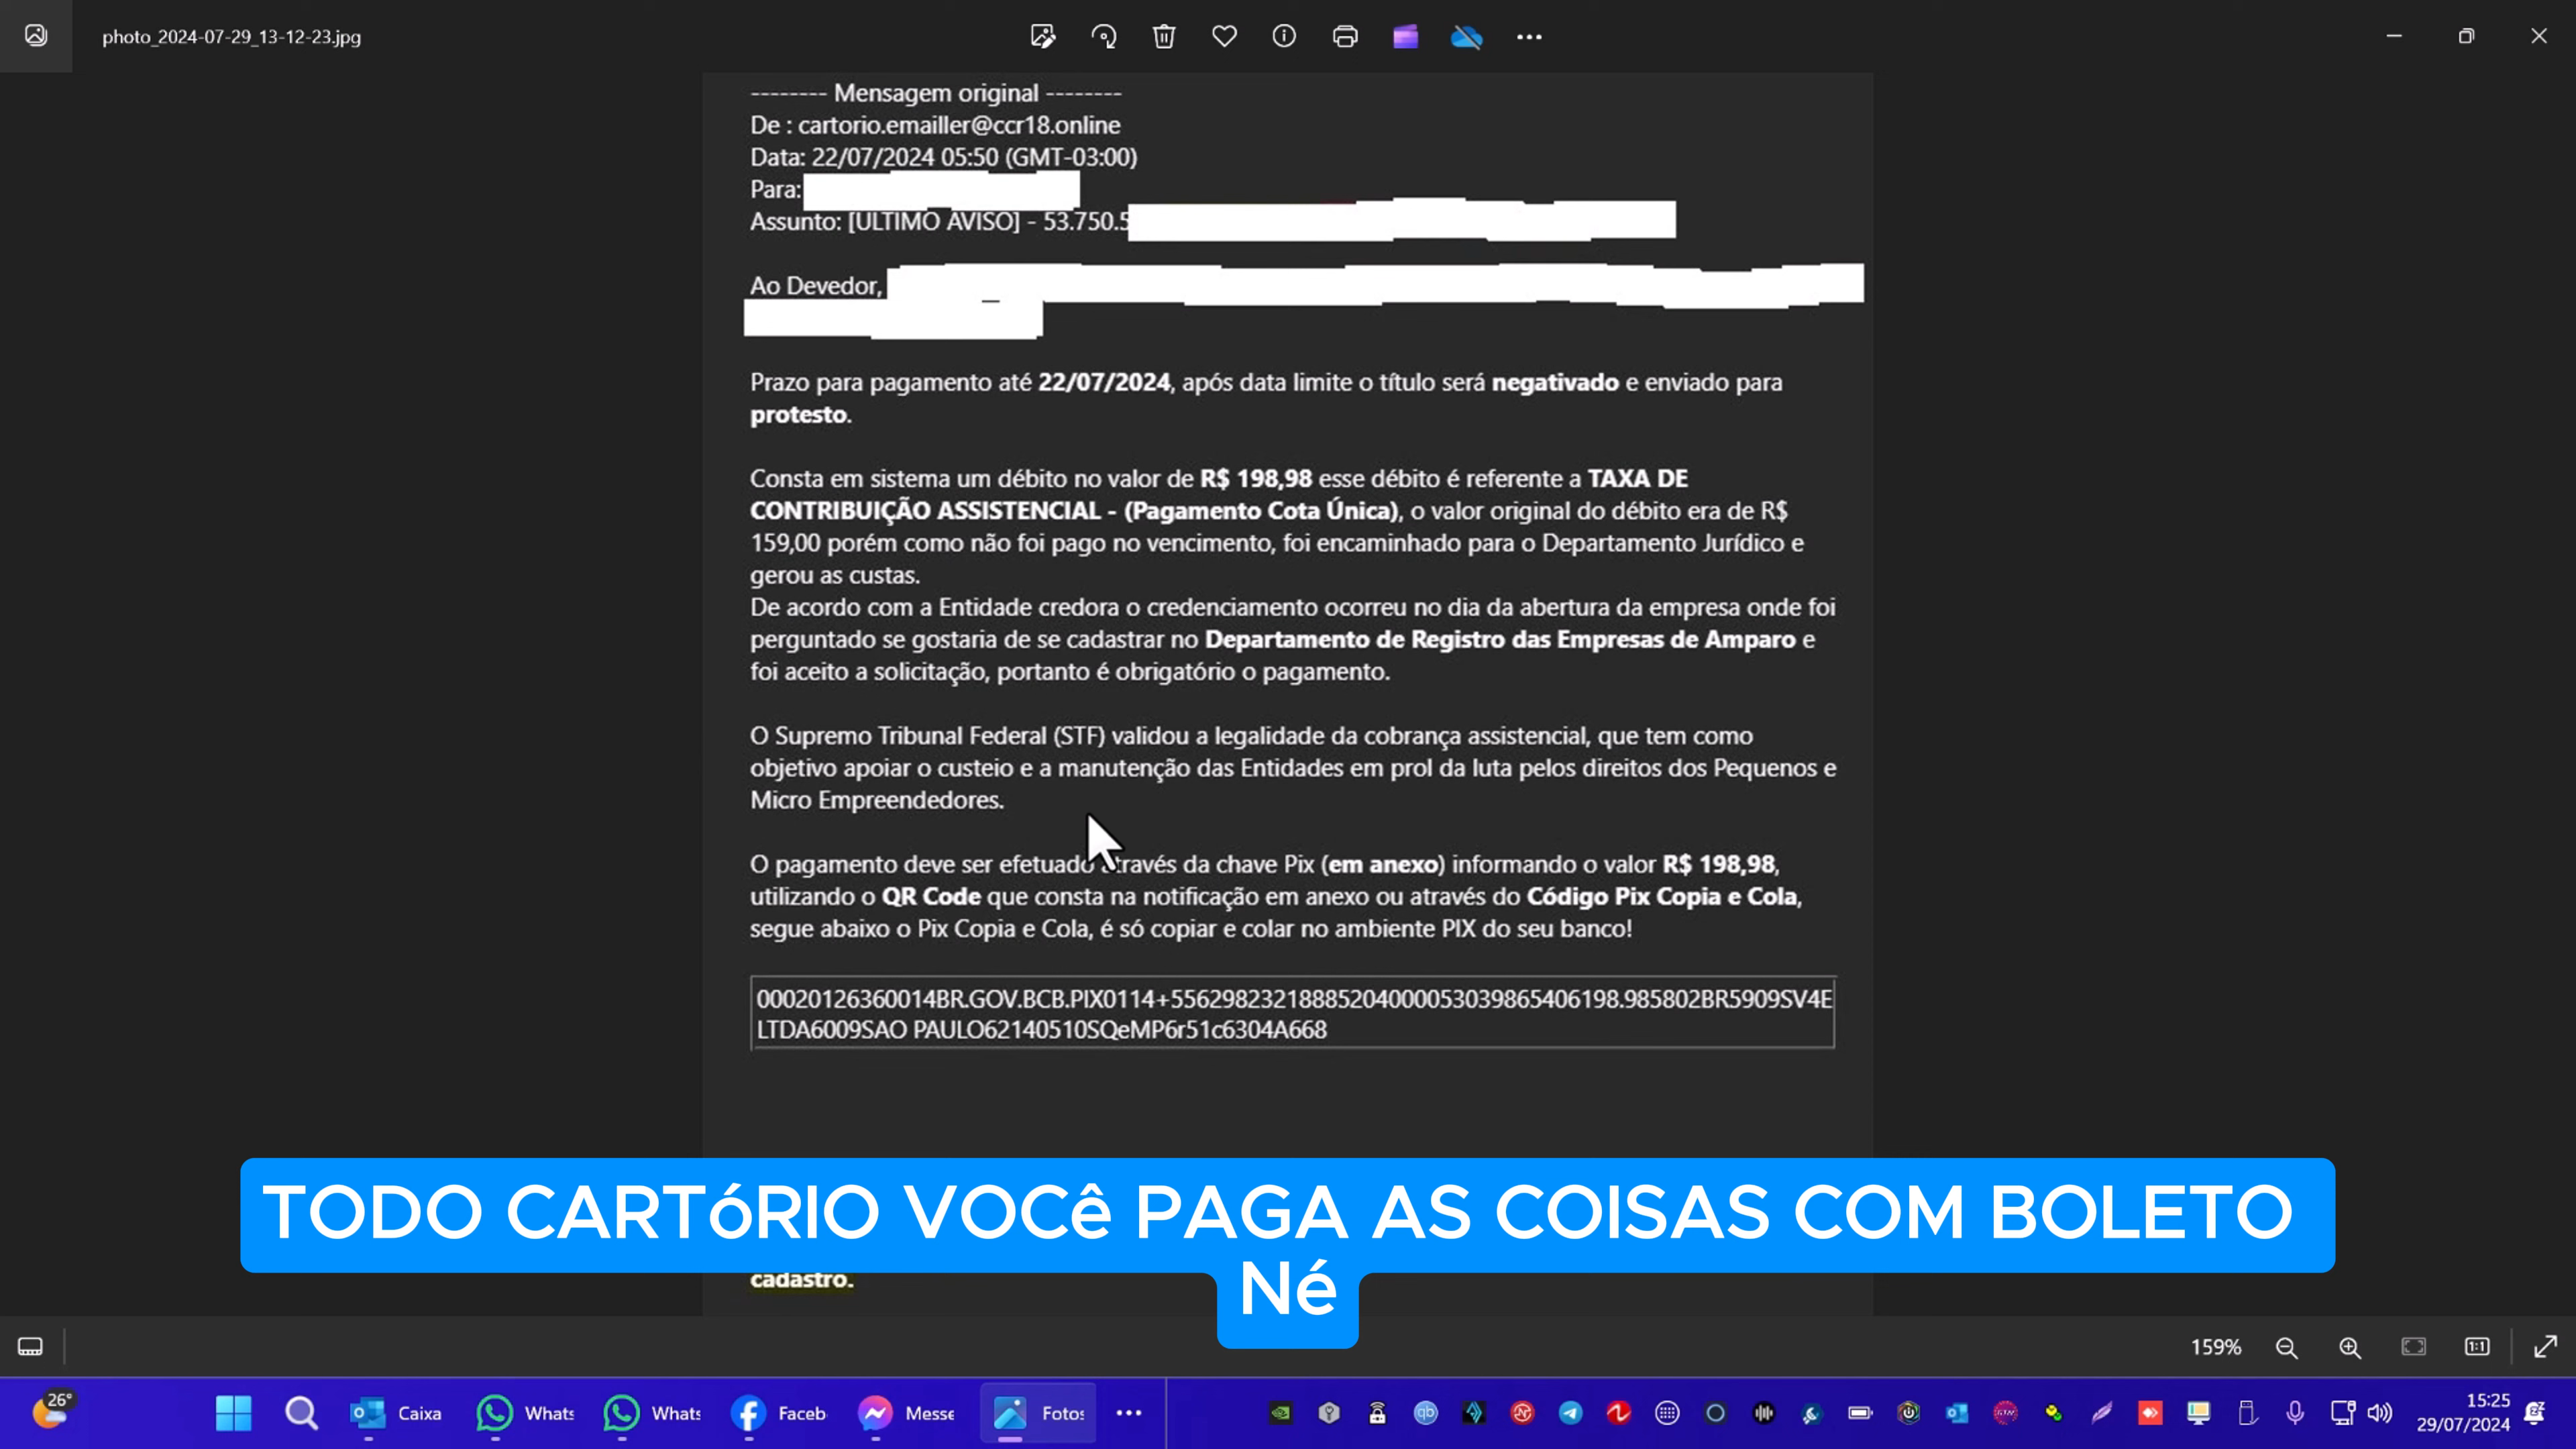 photo_2024-07-29_13-12-23.jpg
-------- Mensagem original --------
De : cartorio.emailler@ccr18.online
Data: 22/07/2024 05:50 (GMT-03:00)
Para:
Assunto: [ULTIMO AVISO] - 53.750.5
Ao Devedor,
Prazo para pagamento até 22/07/2024, após data limite o título será negativado e enviado para
protesto.
Consta em sistema um débito no valor de R$ 198,98 esse débito é referente a TAXA DE
CONTRIBUIÇÃO ASSISTENCIAL - (Pagamento Cota Única), o valor original do débito era de R$
159,00 porém como não foi pago no vencimento, foi encaminhado para o Departamento Jurídico e
gerou as custas.
De acordo com a Entidade credora o credenciamento ocorreu no dia da abertura da empresa onde foi
perguntado se gostaria de se cadastrar no Departamento de Registro das Empresas de Amparo e
foi aceito a solicitação, portanto é obrigatório o pagamento.
O Supremo Tribunal Federal (STF) validou a legalidade da cobrança assistencial, que tem como
objetivo apoiar o custeio e a manutenção das Entidades em prol da luta pelos direitos dos Pequenos e
Micro Empreendedores.
O pagamento deve ser efetuado através da chave Pix (em anexo) informando o valor R$ 198,98,
utilizando o QR Code que consta na notificação em anexo ou através do Código Pix Copia e Cola,
segue abaixo o Pix Copia e Cola, é só copiar e colar no ambiente PIX do seu banco!
00020126360014BR.GOV.BCB.PIX0114+55629823218885204000053039865406198.985802BR5909SV4E
LTDA6009SAO PAULO62140510SQeMP6r51c6304A668
TODO CARTóRIO VOCê PAGA AS COISAS COM BOLETO
Né
cadastro.
159%
26°
Caixa
Whats
Whats
Faceb
Messe
Fotos
15:25
29/07/2024